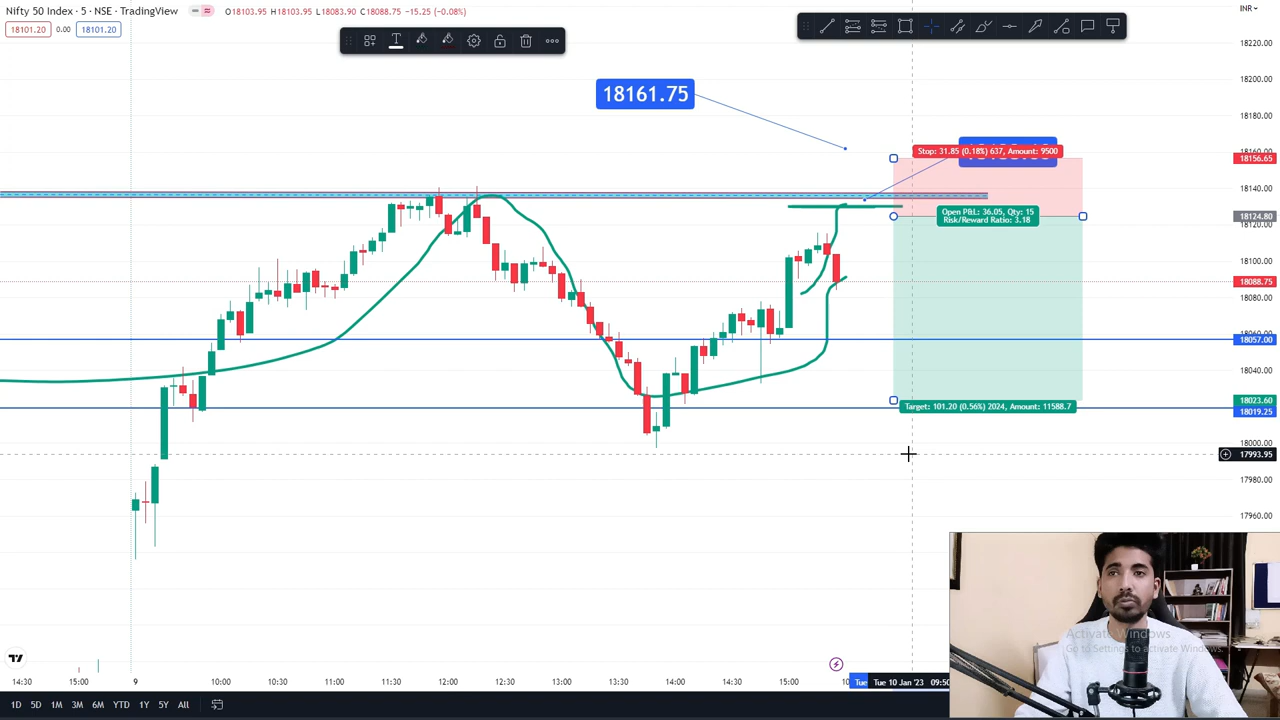 Nifty 50 Index · 5 · NSE · TradingView
O18103.95 H18103.95 L18083.90 C18088.75 −15.25 (−0.08%)
INR
18101.20 0.00 18101.20
18220.00
18200.00
18161.75
18180.00
18160.00
Stop: 31.85 (0.18%) 637, Amount: 9500
18156.65
18140.00
Open P&L: 36.05, Qty: 15
Risk/Reward Ratio: 3.18
18124.80
18120.00
18100.00
18088.75
18080.00
18060.00
18057.00
18040.00
18023.60
Target: 101.20 (0.56%) 2024, Amount: 11588.7
18019.25
18000.00
17993.95
17980.00
17960.00
Activate Windows
Go to Settings to activate Windows.
14:30 15:00 9 10:00 10:30 11:00 11:30 12:00 12:30 13:00 13:30 14:00 14:30 15:00 10 Tue Tue 10 Jan '23 09:50
1D 5D 1M 3M 6M YTD 1Y 5Y All